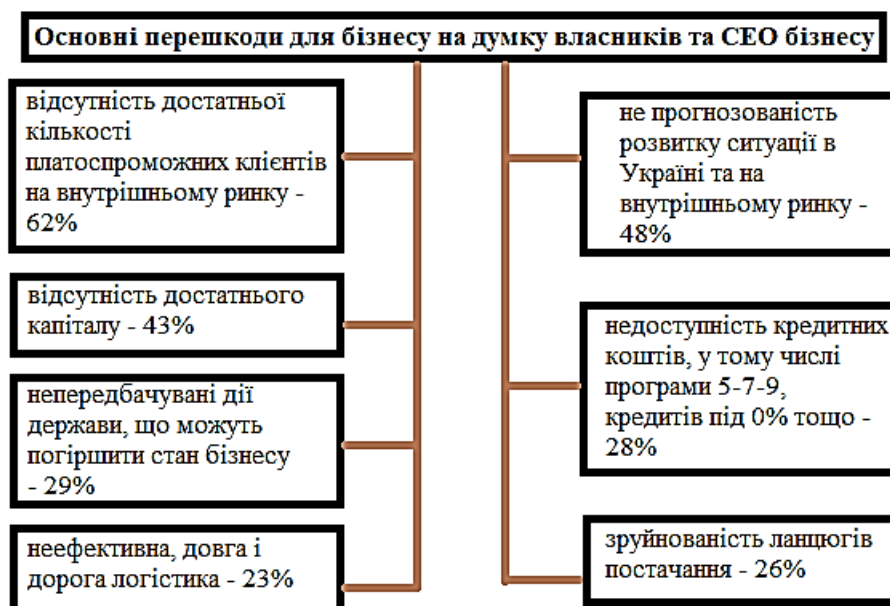 Основні перешкоди для бізнесу на думку власників та СЕО бізнесу
відсутність достатньої
кількості
платоспроможних клієнтів
на внутрішньому ринку -
62%
не прогнозованість
розвитку ситуації в
Україні та на
внутрішньому ринку -
48%
відсутність достатнього
капіталу - 43%
недоступність кредитних
коштів, у тому числі
програми 5-7-9,
кредитів під 0% тощо -
28%
непередбачувані дії
держави, що можуть
погіршити стан бізнесу
- 29%
неефективна, довга і
дорога логістика - 23%
зруйнованість ланцюгів
постачання - 26%